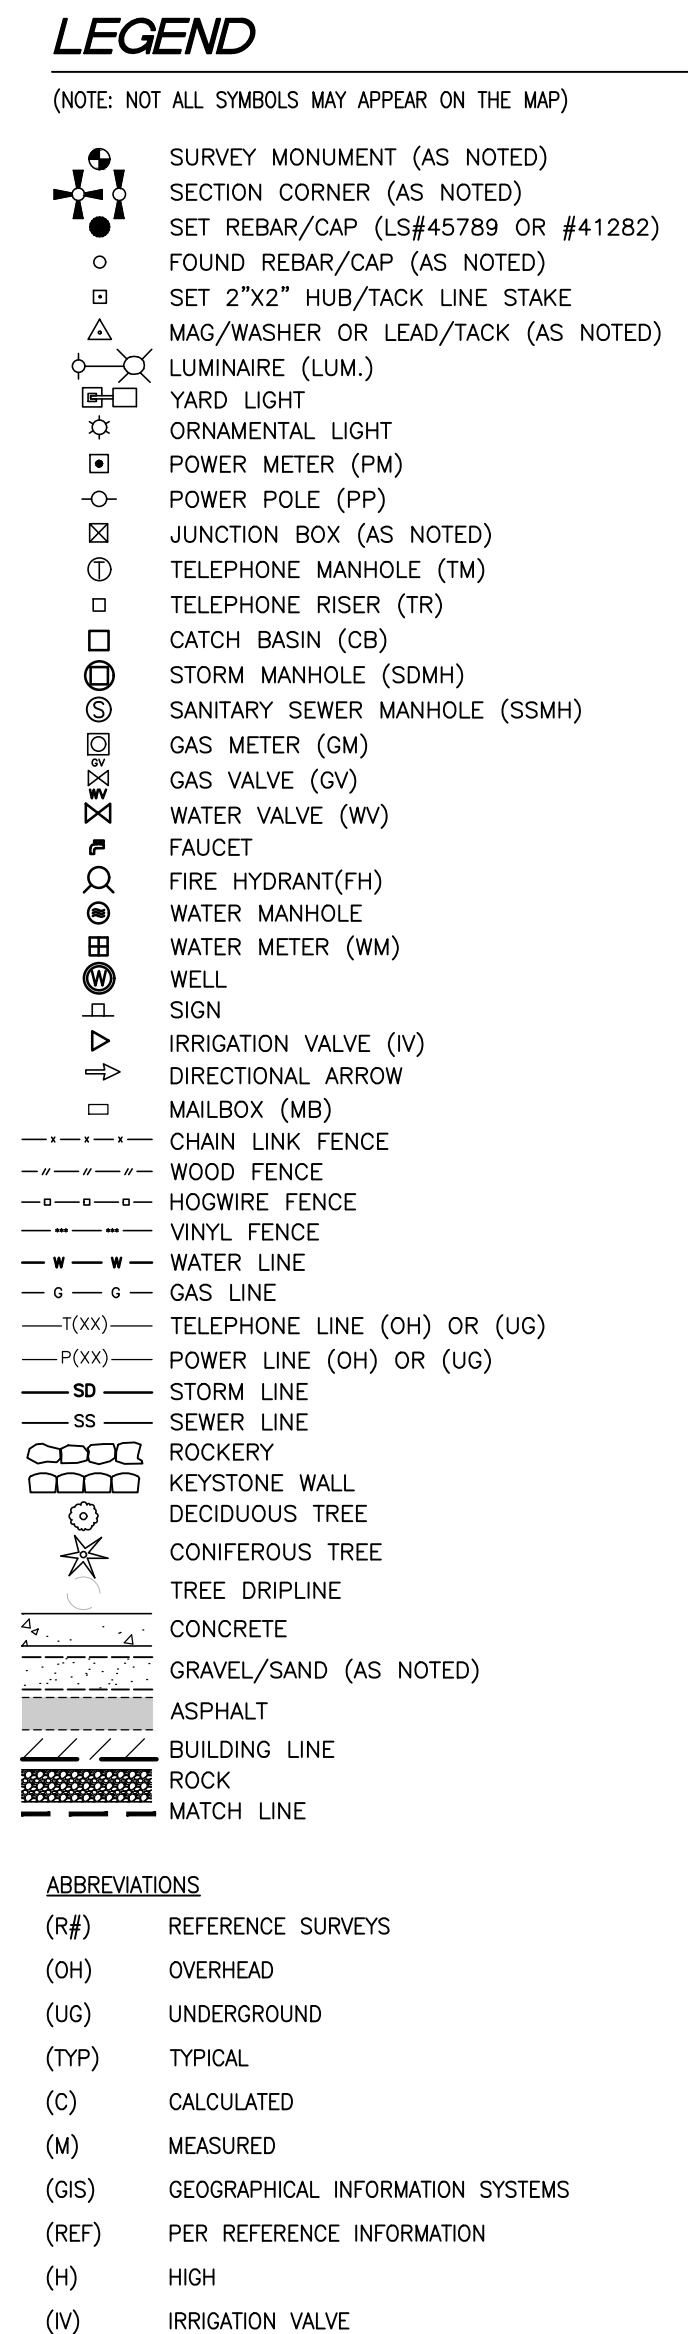 LEGEND
(NOTE: NOT ALL SYMBOLS MAY APPEAR ON THE MAP)
SURVEY MONUMENT (AS NOTED)
SECTION CORNER (AS NOTED)
SET REBAR/CAP (LS#45789 OR #41282)
FOUND REBAR/CAP (AS NOTED)
SET 2"X2" HUB/TACK LINE STAKE
MAG/WASHER OR LEAD/TACK (AS NOTED)
LUMINAIRE (LUM.)
YARD LIGHT
ORNAMENTAL LIGHT
POWER METER (PM)
POWER POLE (PP)
JUNCTION BOX (AS NOTED)
T TELEPHONE MANHOLE (TM)
TELEPHONE RISER (TR)
CATCH BASIN (CB)
STORM MANHOLE (SDMH)
S SANITARY SEWER MANHOLE (SSMH)
GAS METER (GM)
GV
GAS VALVE (GV)
WV
WATER VALVE (WV)
FAUCET
FIRE HYDRANT(FH)
WATER MANHOLE
WATER METER (WM)
W WELL
SIGN
IRRIGATION VALVE (IV)
DIRECTIONAL ARROW
MAILBOX (MB)
x x x CHAIN LINK FENCE
// // // WOOD FENCE
HOGWIRE FENCE
*** *** VINYL FENCE
W W WATER LINE
G G GAS LINE
T(XX) TELEPHONE LINE (OH) OR (UG)
P(XX) POWER LINE (OH) OR (UG)
SD STORM LINE
SS SEWER LINE
ROCKERY
KEYSTONE WALL
DECIDUOUS TREE
CONIFEROUS TREE
TREE DRIPLINE
CONCRETE
GRAVEL/SAND (AS NOTED)
ASPHALT
BUILDING LINE
ROCK
MATCH LINE
ABBREVIATIONS
(R#) REFERENCE SURVEYS
(OH) OVERHEAD
(UG) UNDERGROUND
(TYP) TYPICAL
(C) CALCULATED
(M) MEASURED
(GIS) GEOGRAPHICAL INFORMATION SYSTEMS
(REF) PER REFERENCE INFORMATION
(H) HIGH
(IV) IRRIGATION VALVE